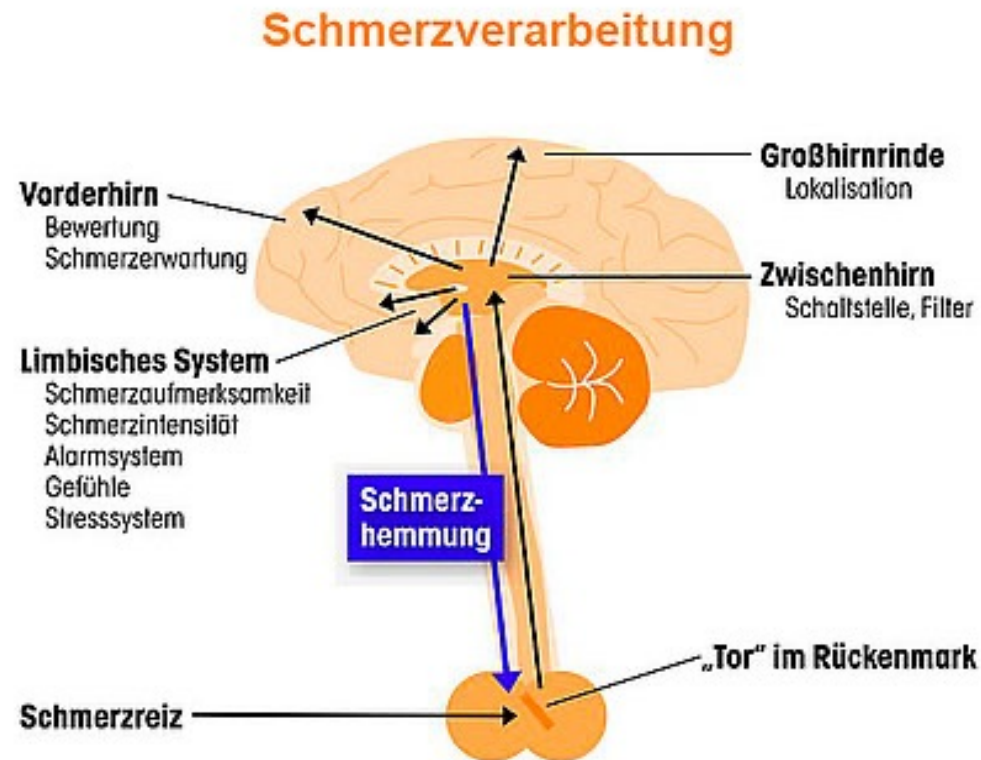 Schmerzverarbeitung
Vorderhirn
Bewertung
Schmerzerwartung
Großhirnrinde
Lokalisation
Zwischenhirn
Schaltstelle, Filter
Limbisches System
Schmerzaufmerksamkeit
Schmerzintensität
Alarmsystem
Gefühle
Stresssystem
Schmerz-
hemmung
„Tor“ im Rückenmark
Schmerzreiz